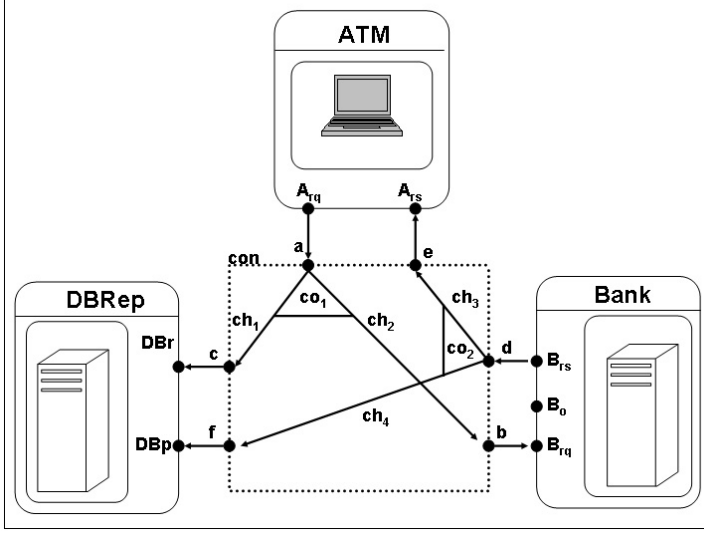 ATM
A_rq A_rs
a e
con
DBRep Bank
co_1
ch_1 ch_2 ch_3
DBr
c co_2 d B_rs
B_o
ch_4
DBp f b B_rq